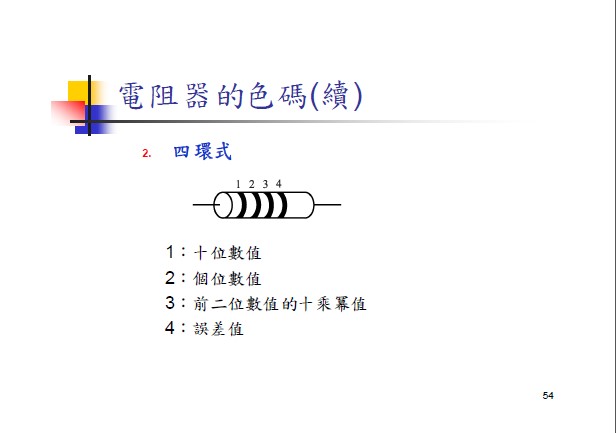 電阻器的色碼(續)
2. 四環式
1 2 3 4
1：十位數值
2：個位數值
3：前二位數值的十乘冪值
4：誤差值
54